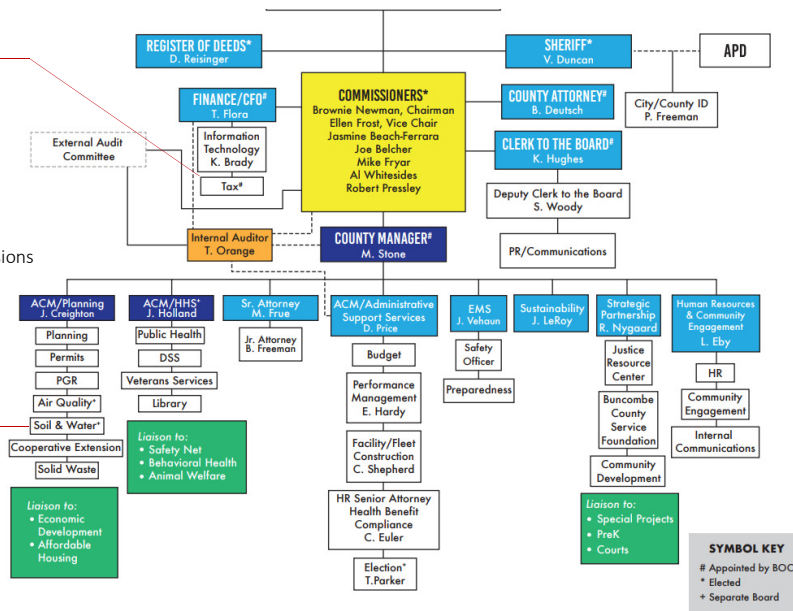 REGISTER OF DEEDS*
D. Reisinger
SHERIFF*
V. Duncan
APD
FINANCE/CFO#
T. Flora
COMMISSIONERS*
Brownie Newman, Chairman
Ellen Frost, Vice Chair
Jasmine Beach-Ferrara
Joe Belcher
Mike Fryar
Al Whitesides
Robert Pressley
COUNTY ATTORNEY#
B. Deutsch
City/County ID
P. Freeman
Information
Technology
K. Brady
Tax#
External Audit
Committee
CLERK TO THE BOARD#
K. Hughes
Deputy Clerk to the Board
S. Woody
PR/Communications
Internal Auditor
T. Orange
COUNTY MANAGER#
M. Stone
ACM/Planning
J. Creighton
Planning
Permits
PGR
Air Quality+
Soil & Water+
Cooperative Extension
Solid Waste
Liaison to:
• Economic
Development
• Affordable
Housing
ACM/HHS+
J. Holland
Public Health
DSS
Veterans Services
Library
Liaison to:
• Safety Net
• Behavioral Health
• Animal Welfare
Sr. Attorney
M. Frue
Jr. Attorney
B. Freeman
ACM/Administrative
Support Services
D. Price
Budget
Performance
Management
E. Hardy
Facility/Fleet
Construction
C. Shepherd
HR Senior Attorney
Health Benefit
Compliance
C. Euler
Election+
T.Parker
EMS
J. Vehaun
Safety
Officer
Preparedness
Sustainability
J. LeRoy
Strategic
Partnership
R. Nygaard
Justice
Resource
Center
Buncombe
County
Service
Foundation
Community
Development
Liaison to:
• Special Projects
• PreK
• Courts
Human Resources
& Community
Engagement
L. Eby
HR
Community
Engagement
Internal
Communications
SYMBOL KEY
# Appointed by BOC
* Elected
+ Separate Board